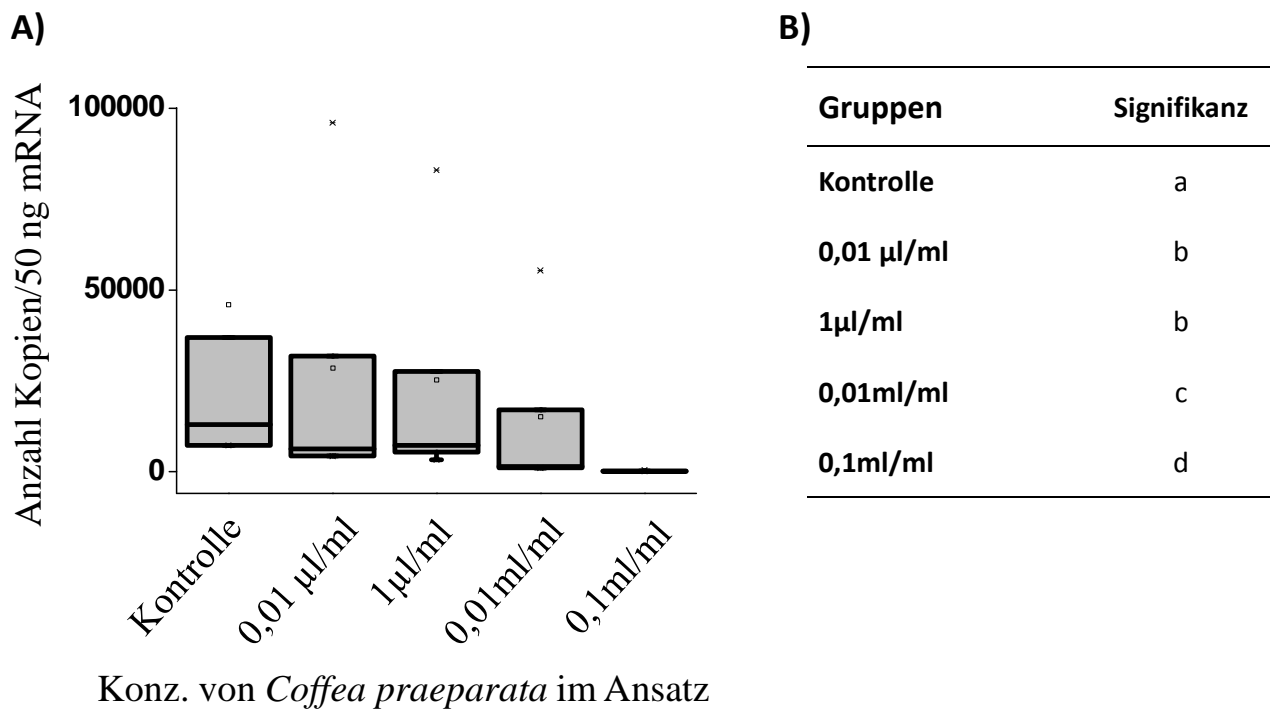 A)
Anzahl Kopien/50 ng mRNA
100000
50000
0
Kontrolle
0,01 µl/ml
1µl/ml
0,01ml/ml
0,1ml/ml
Konz. von Coffea praeparata im Ansatz
B)
Gruppen Signifikanz
Kontrolle a
0,01 µl/ml b
1µl/ml b
0,01ml/ml c
0,1ml/ml d